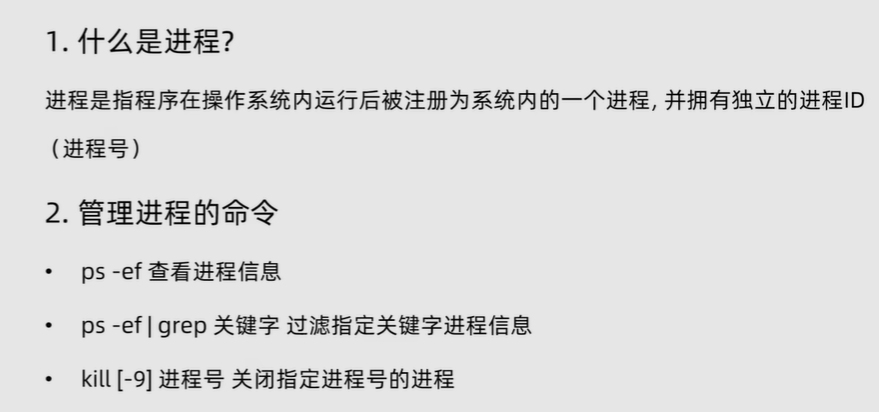 1. 什么是进程?
进程是指程序在操作系统内运行后被注册为系统内的一个进程, 并拥有独立的进程ID
（进程号）
2. 管理进程的命令
• ps -ef 查看进程信息
• ps -ef | grep 关键字 过滤指定关键字进程信息
• kill [-9] 进程号 关闭指定进程号的进程